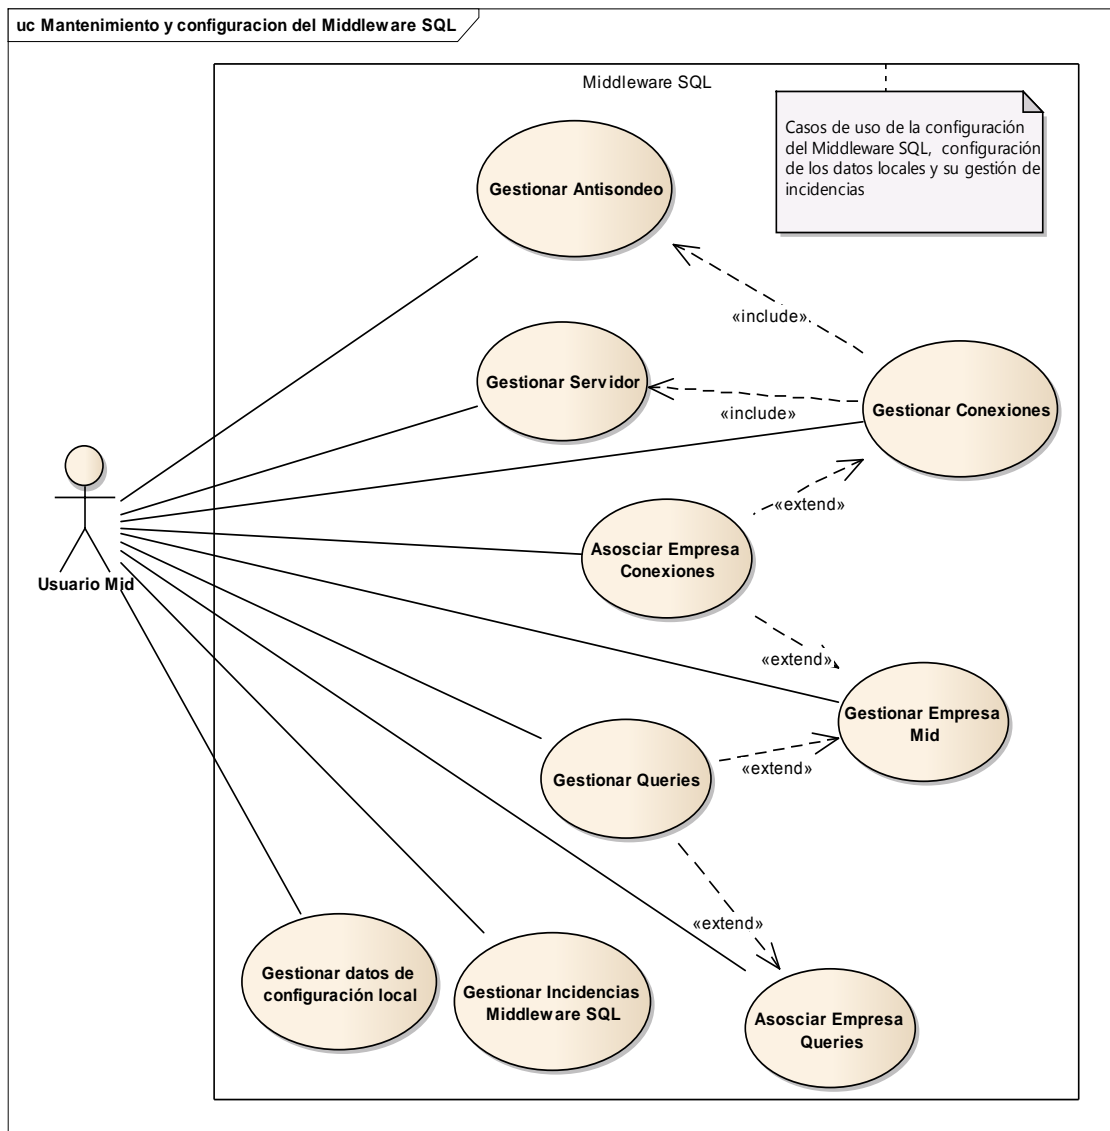 uc Mantenimiento y configuracion del Middleware SQL
Middleware SQL
Casos de uso de la configuración
del Middleware SQL, configuración
de los datos locales y su gestión de
incidencias
Gestionar Antisondeo
«include»
Gestionar Servidor
«include»
Gestionar Conexiones
«extend»
Asosciar Empresa
Conexiones
Usuario Mid
«extend»
Gestionar Empresa
Mid
Gestionar Queries
«extend»
«extend»
Gestionar datos de
configuración local
Gestionar Incidencias
Middleware SQL
Asosciar Empresa
Queries